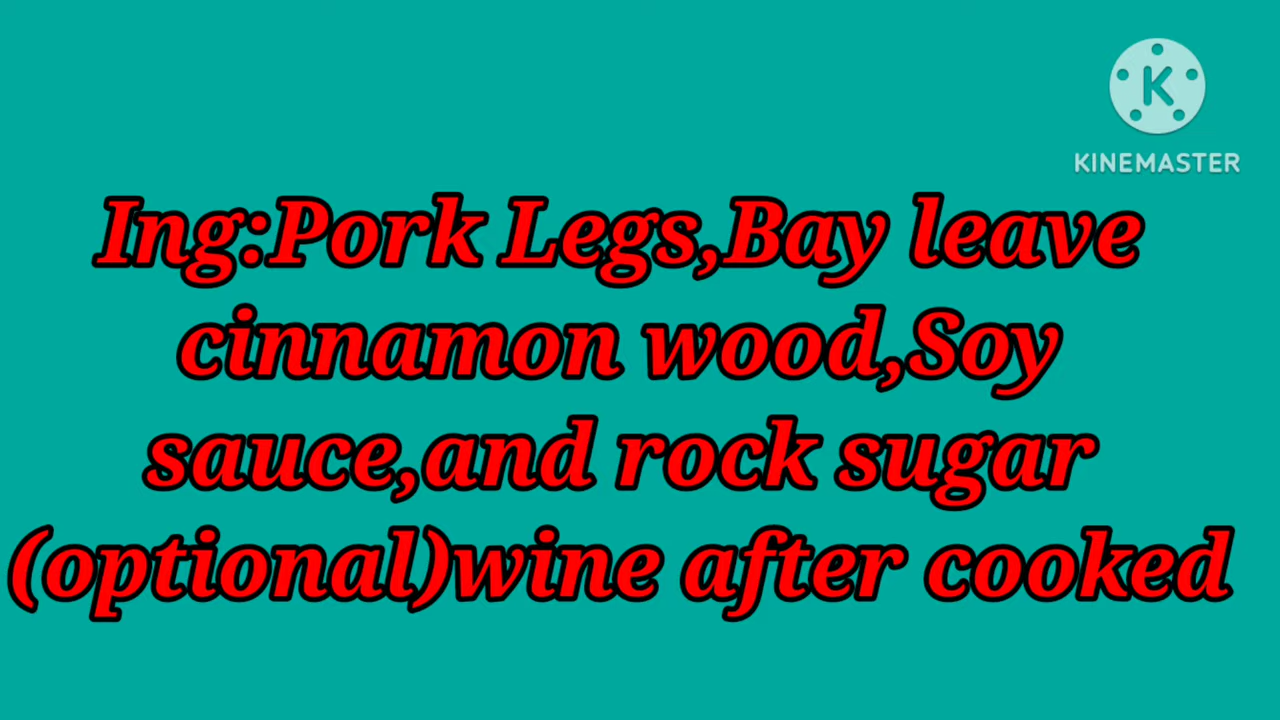 K
KINEMASTER
Ing:Pork Legs,Bay leave
cinnamon wood,Soy
sauce,and rock sugar
(optional)wine after cooked